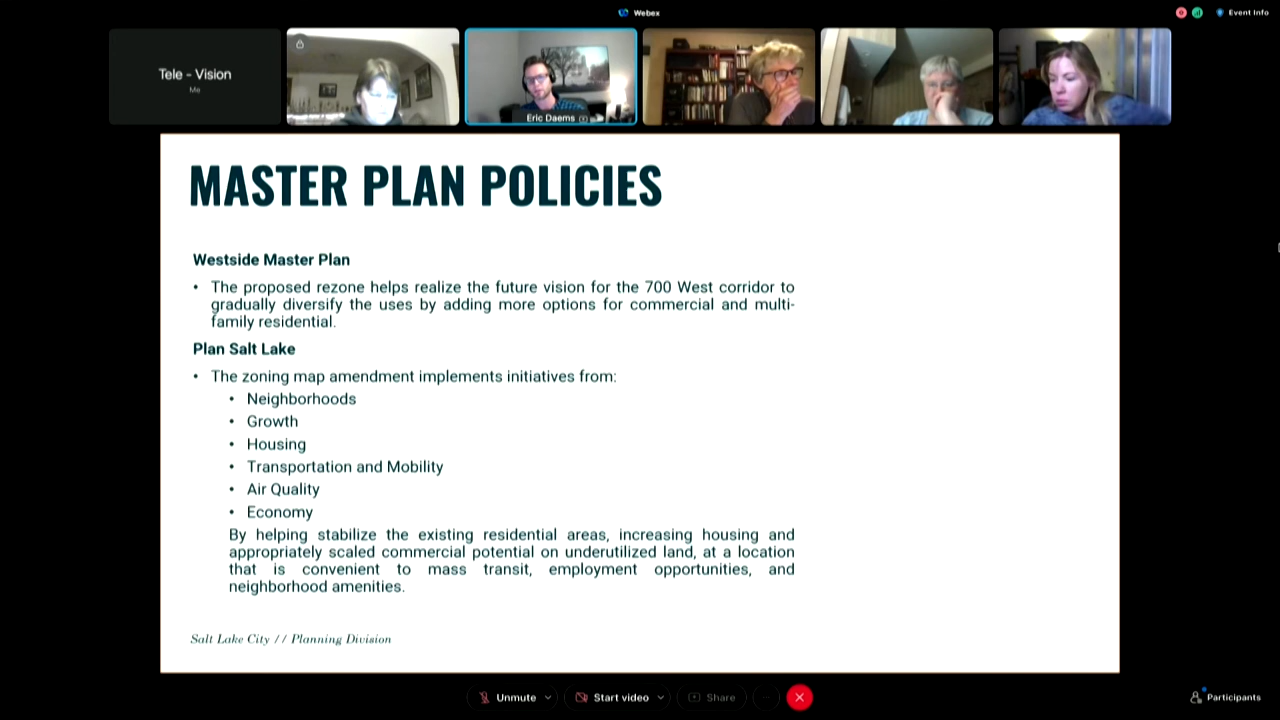 Webex
Event Info
Tele - Vision
Me
Eric Daems
MASTER PLAN POLICIES
Westside Master Plan
• The proposed rezone helps realize the future vision for the 700 West corridor to
gradually diversify the uses by adding more options for commercial and multi-
family residential.
Plan Salt Lake
• The zoning map amendment implements initiatives from:
• Neighborhoods
• Growth
• Housing
• Transportation and Mobility
• Air Quality
• Economy
By helping stabilize the existing residential areas, increasing housing and
appropriately scaled commercial potential on underutilized land, at a location
that is convenient to mass transit, employment opportunities, and
neighborhood amenities.
Salt Lake City // Planning Division
Unmute
Start video
Share
Participants